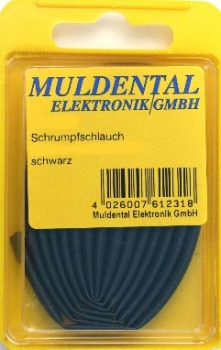 MULDENTAL
ELEKTRONIK/GMBH
Schrumpfschlauch
schwarz
4 026007 612318
Muldental Elektronik GmbH